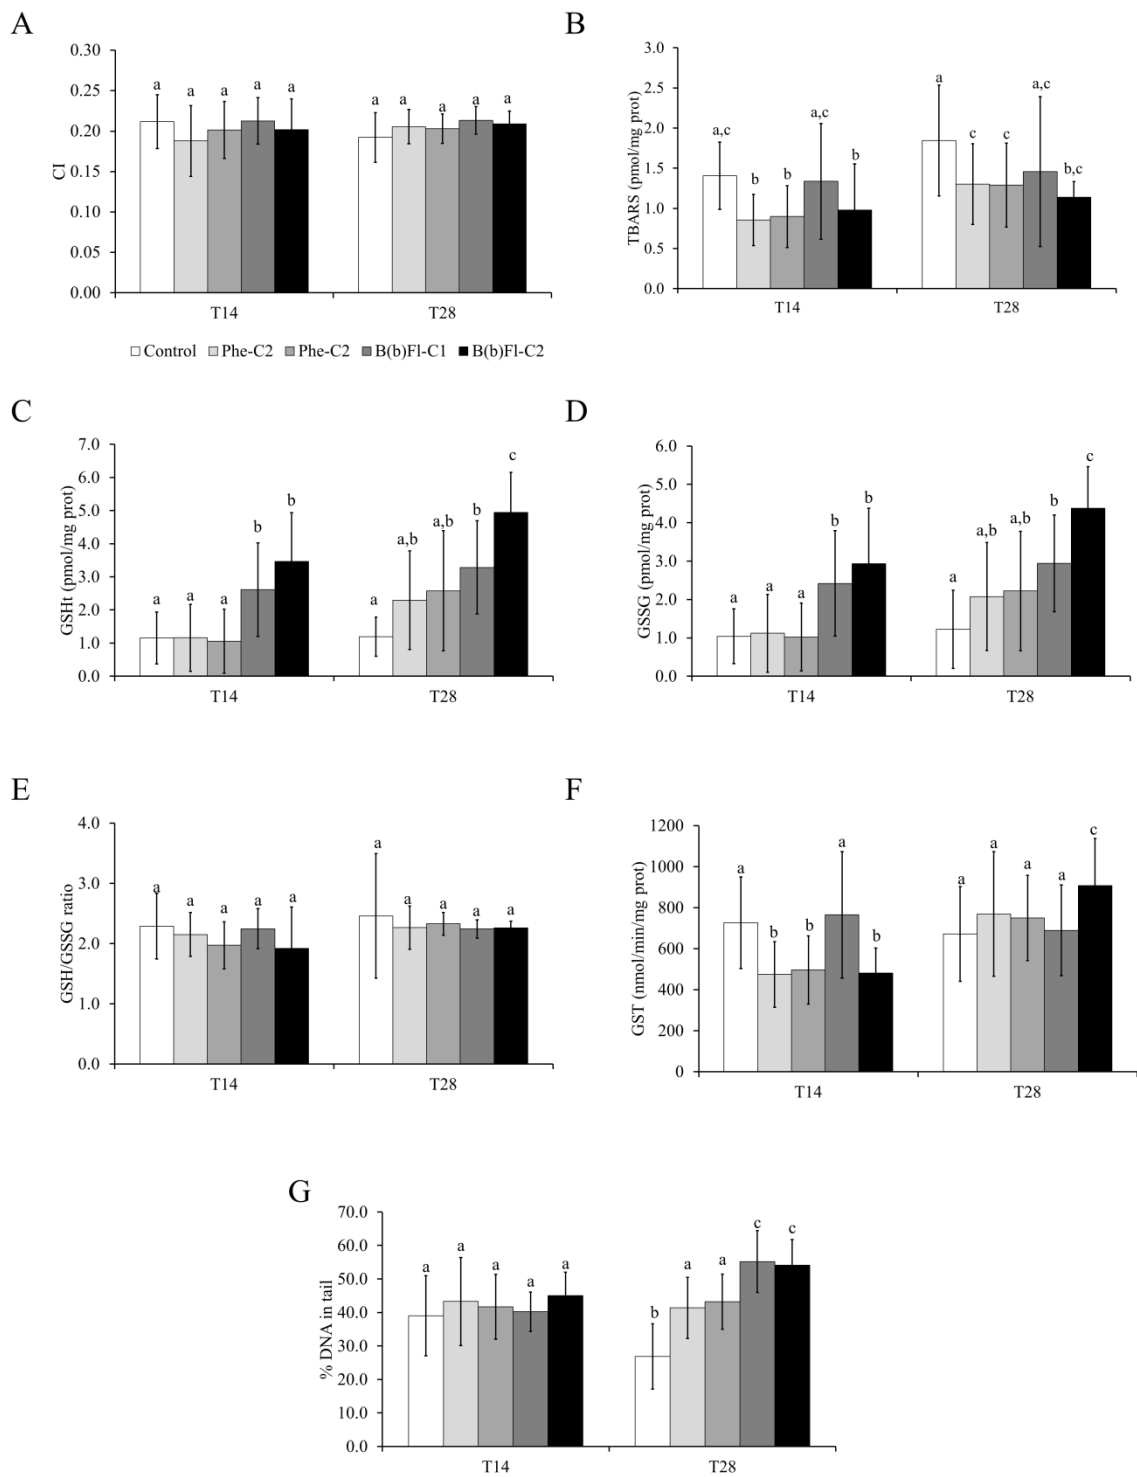 A
B
0.30
0.25
0.20
0.15
0.10
0.05
0.00
CI
a a a a a
a a a a a
T14
T28
3.0
2.5
2.0
1.5
1.0
0.5
0.0
TBARS (pmol/mg prot)
a,c b b a,c b
a c c a,c b,c
T14
T28
Control Phe-C2 Phe-C2 B(b)Fl-C1 B(b)Fl-C2
C
D
7.0
6.0
5.0
4.0
3.0
2.0
1.0
0.0
GSHt (pmol/mg prot)
a a a b b
a a,b a,b b c
T14
T28
6.0
5.0
4.0
3.0
2.0
1.0
0.0
GSSG (pmol/mg prot)
a a a b b
a a,b a,b b c
T14
T28
E
F
4.0
3.0
2.0
1.0
0.0
GSH/GSSG ratio
a a a a a
a a a a a
T14
T28
1200
1000
800
600
400
200
0
GST (nmol/min/mg prot)
a b b a b
a a a a c
T14
T28
G
70.0
60.0
50.0
40.0
30.0
20.0
10.0
0.0
% DNA in tail
a a a a a
b a a c c
T14
T28